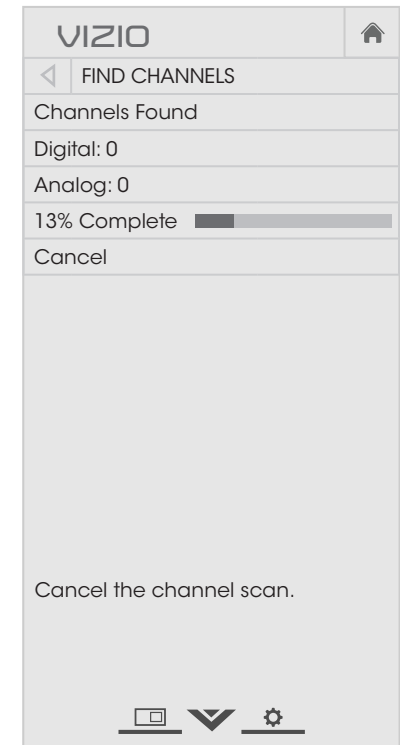 VIZIO
FIND CHANNELS
Channels Found
Digital: 0
Analog: 0
13% Complete
Cancel
Cancel the channel scan.